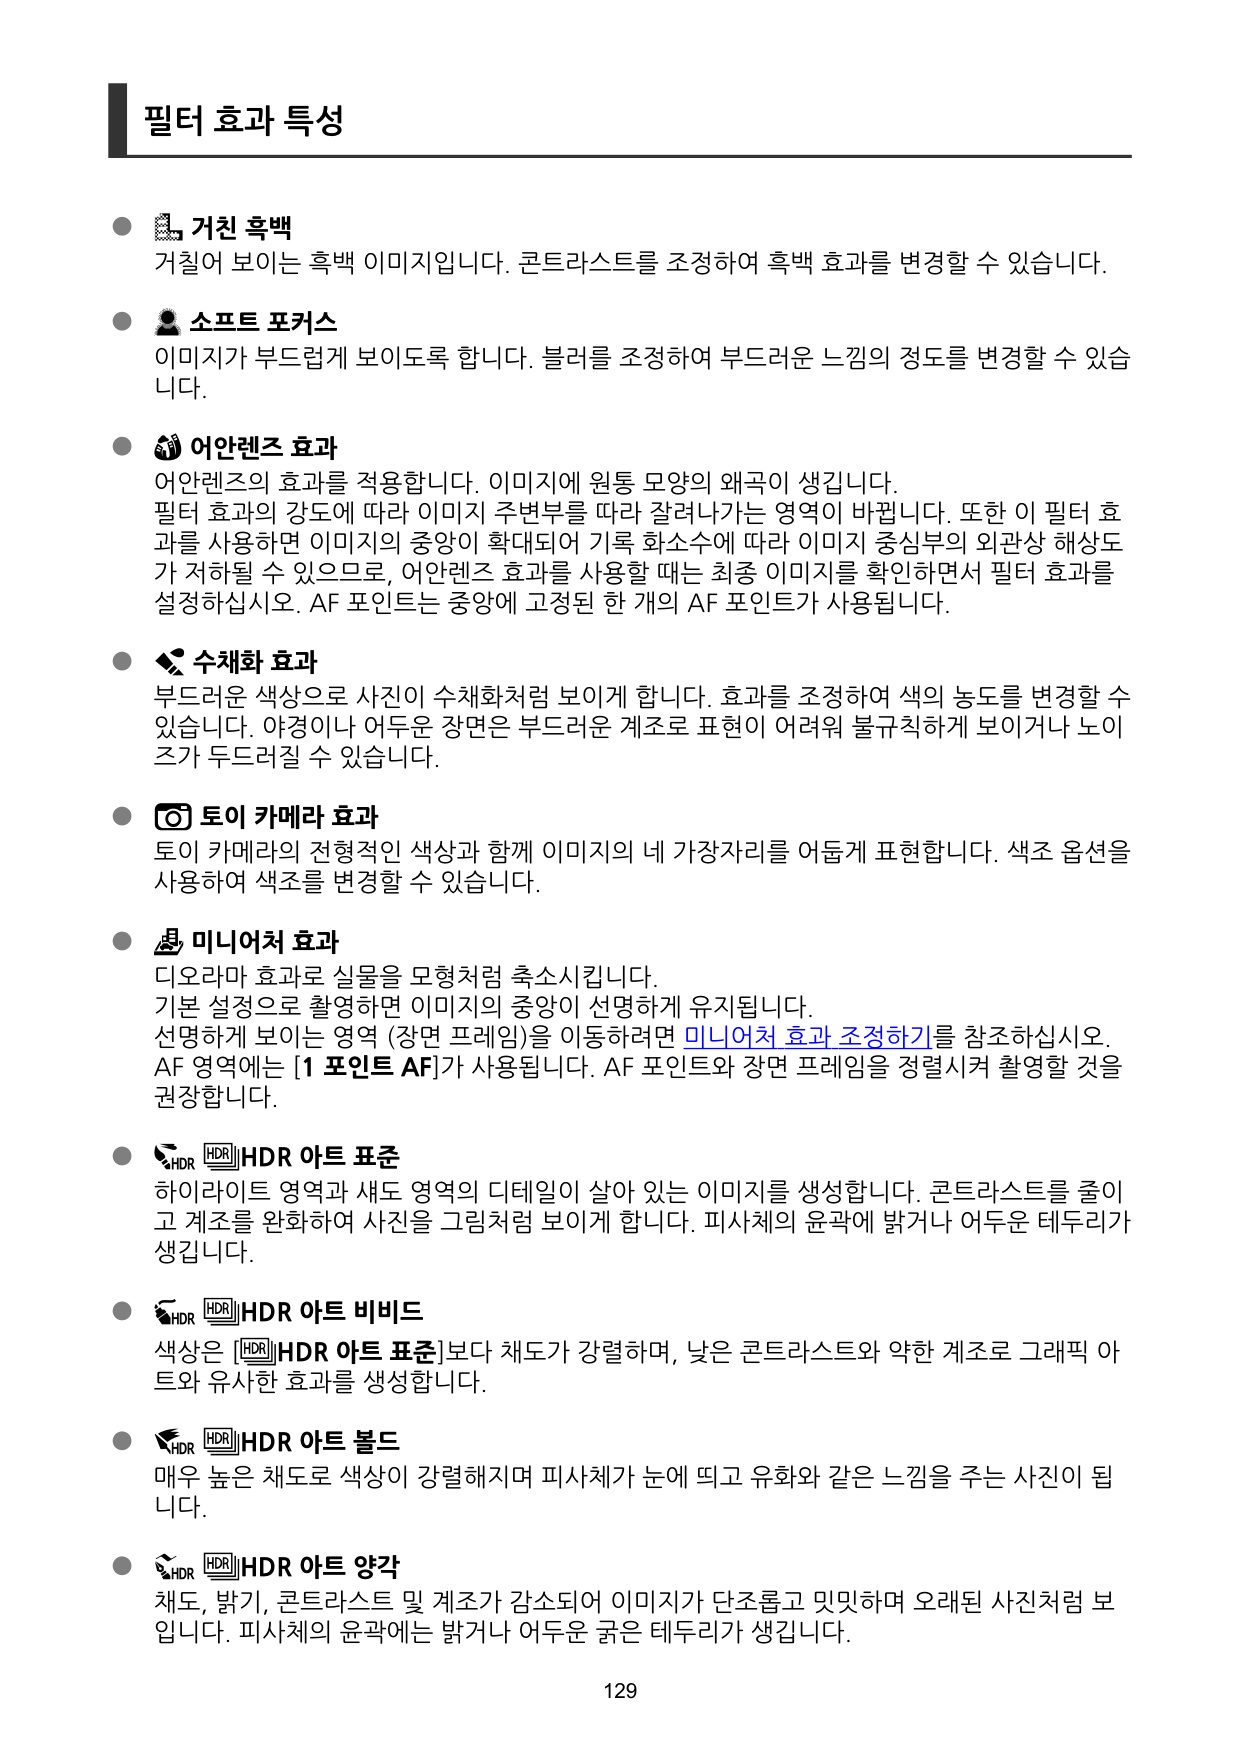 필터 효과 특성
거친 흑백
거칠어 보이는 흑백 이미지입니다. 콘트라스트를 조정하여 흑백 효과를 변경할 수 있습니다.
소프트 포커스
이미지가 부드럽게 보이도록 합니다. 블러를 조정하여 부드러운 느낌의 정도를 변경할 수 있습
니다.
어안렌즈 효과
어안렌즈의 효과를 적용합니다. 이미지에 원통 모양의 왜곡이 생깁니다.
필터 효과의 강도에 따라 이미지 주변부를 따라 잘려나가는 영역이 바뀝니다. 또한 이 필터 효
과를 사용하면 이미지의 중앙이 확대되어 기록 화소수에 따라 이미지 중심부의 외관상 해상도
가 저하될 수 있으므로, 어안렌즈 효과를 사용할 때는 최종 이미지를 확인하면서 필터 효과를
설정하십시오. AF 포인트는 중앙에 고정된 한 개의 AF 포인트가 사용됩니다.
수채화 효과
부드러운 색상으로 사진이 수채화처럼 보이게 합니다. 효과를 조정하여 색의 농도를 변경할 수
있습니다. 야경이나 어두운 장면은 부드러운 계조로 표현이 어려워 불규칙하게 보이거나 노이
즈가 두드러질 수 있습니다.
토이 카메라 효과
토이 카메라의 전형적인 색상과 함께 이미지의 네 가장자리를 어둡게 표현합니다. 색조 옵션을
사용하여 색조를 변경할 수 있습니다.
미니어처 효과
디오라마 효과로 실물을 모형처럼 축소시킵니다.
기본 설정으로 촬영하면 이미지의 중앙이 선명하게 유지됩니다.
선명하게 보이는 영역 (장면 프레임)을 이동하려면 미니어처 효과 조정하기를 참조하십시오.
AF 영역에는 [1 포인트 AF]가 사용됩니다. AF 포인트와 장면 프레임을 정렬시켜 촬영할 것을
권장합니다.
HDR HDR HDR 아트 표준
하이라이트 영역과 섀도 영역의 디테일이 살아 있는 이미지를 생성합니다. 콘트라스트를 줄이
고 계조를 완화하여 사진을 그림처럼 보이게 합니다. 피사체의 윤곽에 밝거나 어두운 테두리가
생깁니다.
HDR HDR HDR 아트 비비드
색상은 [HDR HDR 아트 표준]보다 채도가 강렬하며, 낮은 콘트라스트와 약한 계조로 그래픽 아
트와 유사한 효과를 생성합니다.
HDR HDR HDR 아트 볼드
매우 높은 채도로 색상이 강렬해지며 피사체가 눈에 띄고 유화와 같은 느낌을 주는 사진이 됩
니다.
HDR HDR HDR 아트 양각
채도, 밝기, 콘트라스트 및 계조가 감소되어 이미지가 단조롭고 밋밋하며 오래된 사진처럼 보
입니다. 피사체의 윤곽에는 밝거나 어두운 굵은 테두리가 생깁니다.
129